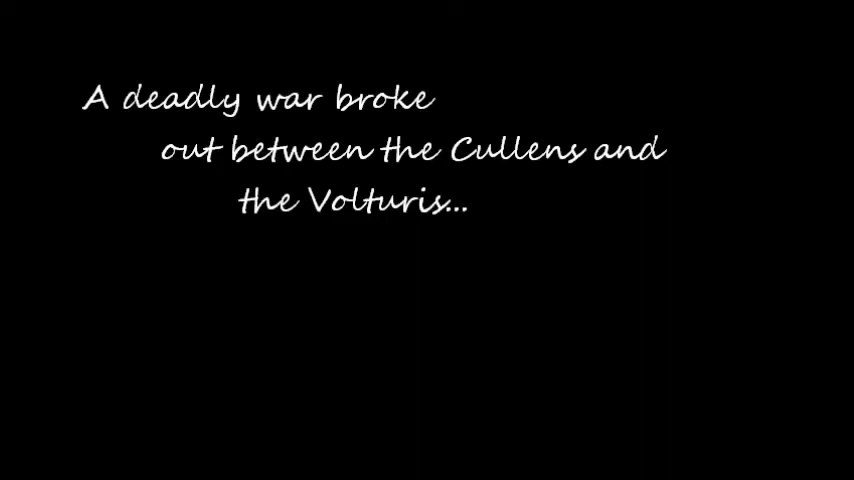 A deadly war broke
out between the Cullens and
the Volturis...